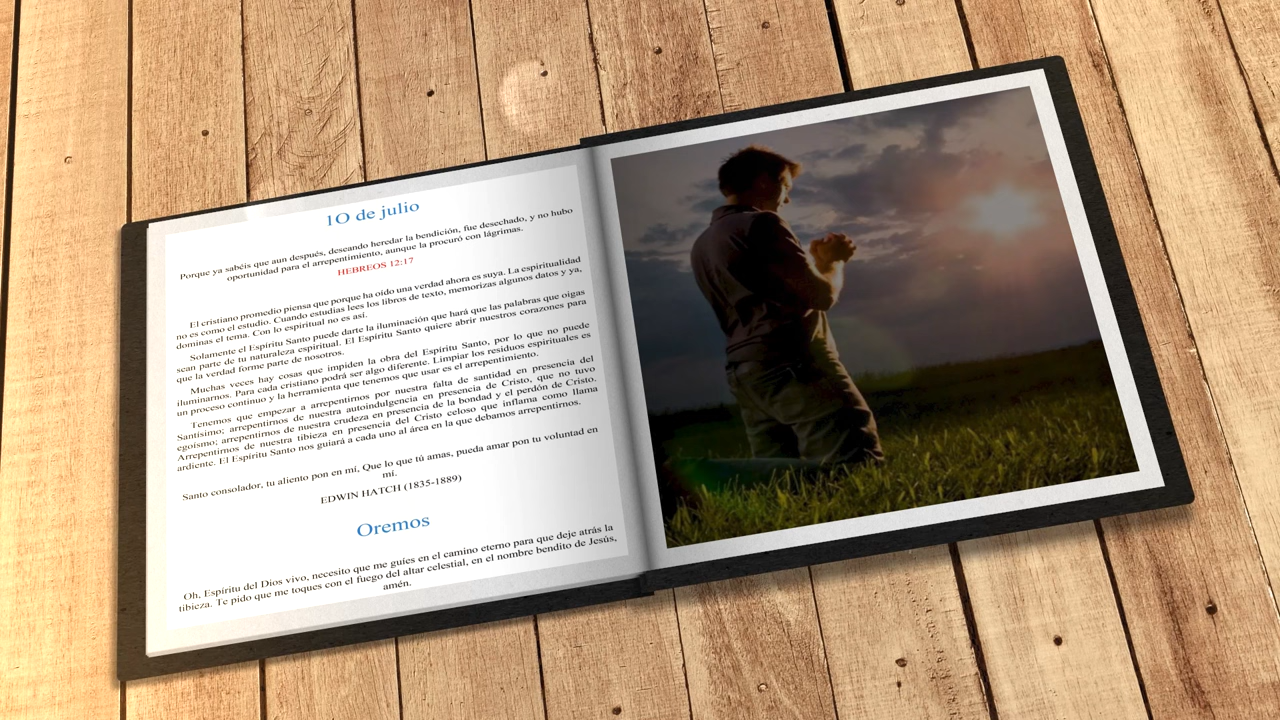 1O de julio
Porque ya sabéis que aun después, deseando heredar la bendición, fue desechado, y no hubo
oportunidad para el arrepentimiento, aunque la procuró con lágrimas.
HEBREOS 12:17
El cristiano promedio piensa que porque ha oído una verdad ahora es suya. La espiritualidad
no es como el estudio. Cuando estudias lees los libros de texto, memorizas algunos datos y ya,
dominas el tema. Con lo espiritual no es así.
Solamente el Espíritu Santo puede darte la iluminación que hará que las palabras que oigas
sean parte de tu naturaleza espiritual. El Espíritu Santo quiere abrir nuestros corazones para
que la verdad forme parte de nosotros.
Muchas veces hay cosas que impiden la obra del Espíritu Santo, por lo que no puede
iluminarnos. Para cada cristiano podrá ser algo diferente. Limpiar los residuos espirituales es
un proceso continuo y la herramienta que tenemos que usar es el arrepentimiento.
Tenemos que empezar a arrepentirnos por nuestra falta de santidad en presencia del
Santísimo; arrepentirnos de nuestra autoindulgencia en presencia de Cristo, que no tuvo
egoísmo; arrepentirnos de nuestra crudeza en presencia de la bondad y el perdón de Cristo.
Arrepentirnos de nuestra tibieza en presencia del Cristo celoso que inflama como llama
ardiente. El Espíritu Santo nos guiará a cada uno al área en la que debamos arrepentirnos.
Santo consolador, tu aliento pon en mí, Que lo que tú amas, pueda amar pon tu voluntad en
mí.
EDWIN HATCH (1835-1889)
Oremos
Oh, Espíritu del Dios vivo, necesito que me guíes en el camino eterno para que deje atrás la
tibieza. Te pido que me toques con el fuego del altar celestial, en el nombre bendito de Jesús,
amén.